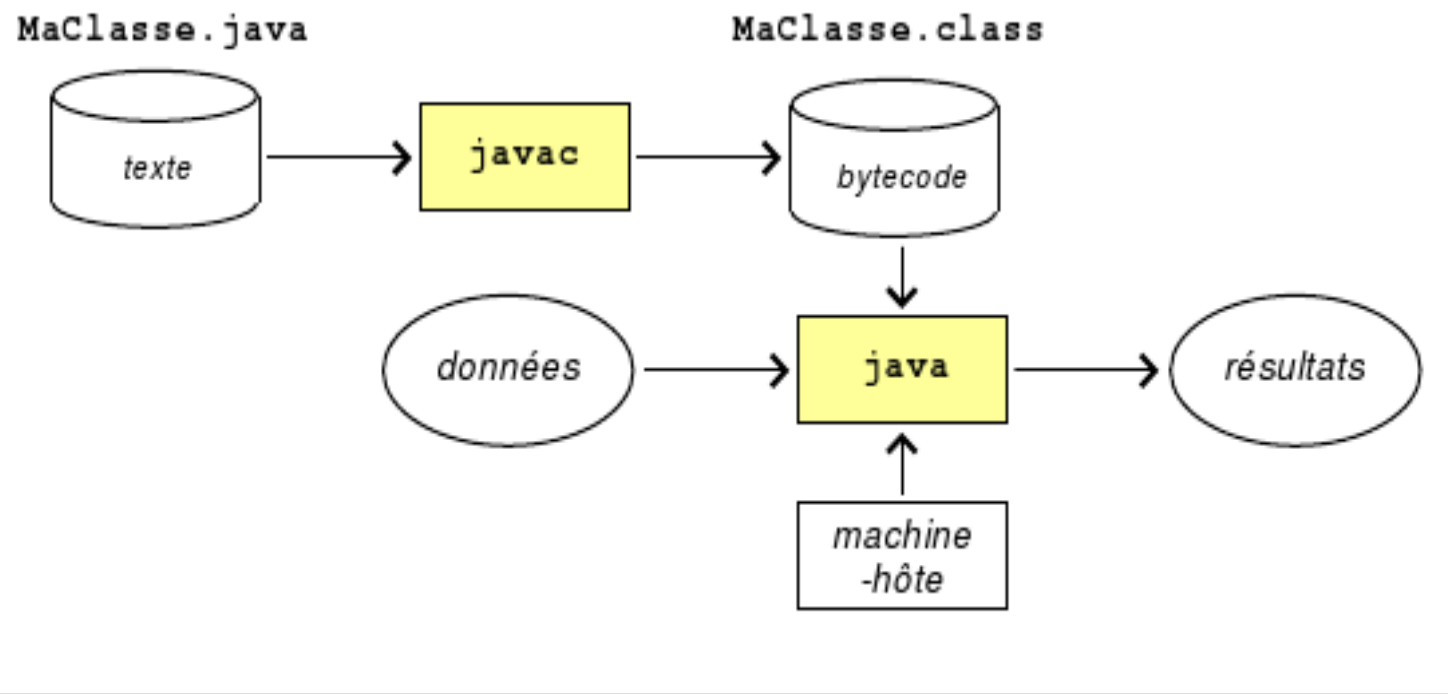 MaClasse.java
MaClasse.class
texte
javac
bytecode
données
java
résultats
machine
-hôte